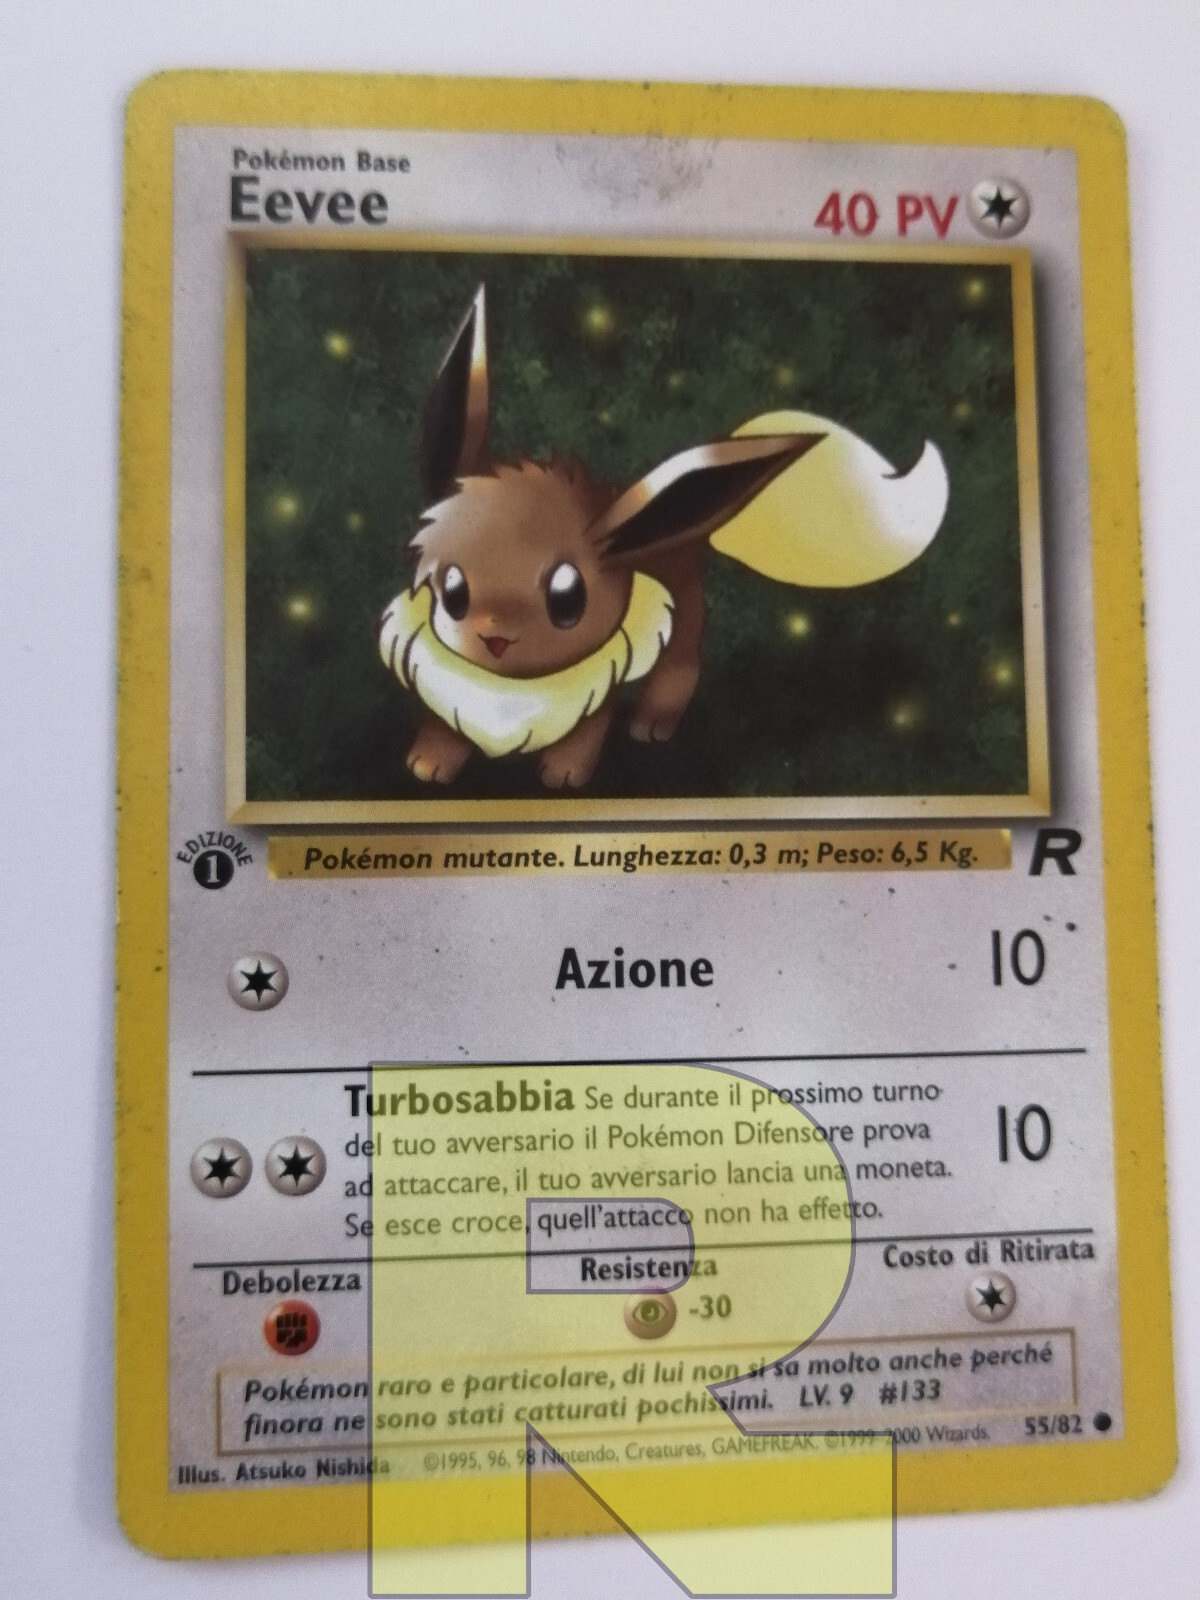 Pokémon Base
Eevee
40 PV
EDIZIONE
1
Pokémon mutante. Lunghezza: 0,3 m; Peso: 6,5 Kg.
R
Azione 10
Turbosabbia Se durante il prossimo turno
del tuo avversario il Pokémon Difensore prova
ad attaccare, il tuo avversario lancia una moneta.
Se esce croce, quell'attacco non ha effetto.
10
Debolezza Resistenza Costo di Ritirata
-30
Pokémon raro e particolare, di lui non si sa molto anche perché
finora ne sono stati catturati pochissimi. LV. 9 #133
Illus. Atsuko Nishida ©1995, 96, 98 Nintendo, Creatures, GAMEFREAK. ©1999-2000 Wizards. 55/82
R